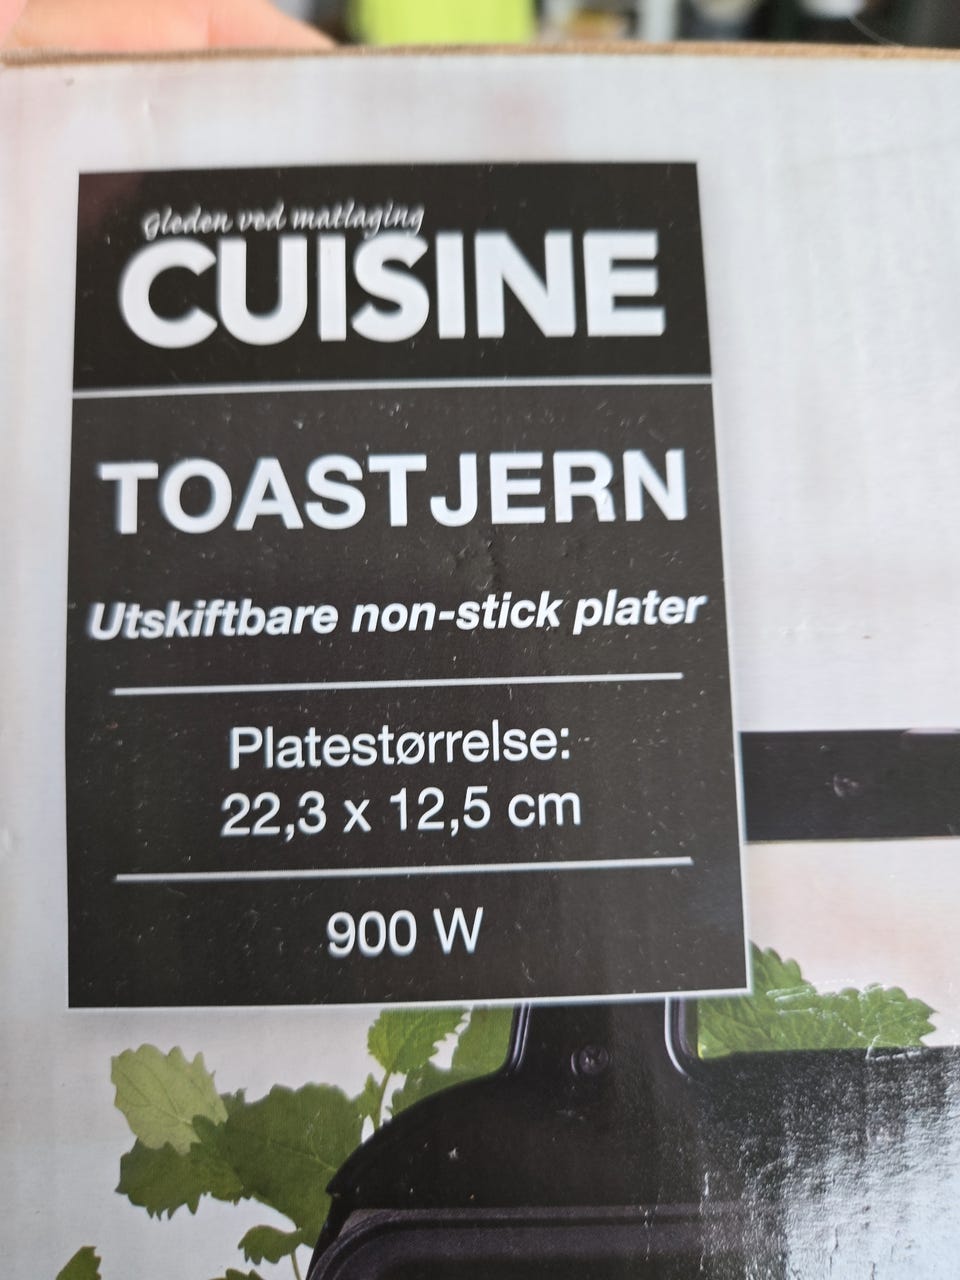 Gleden ved matlaging
CUISINE
TOASTJERN
Utskiftbare non-stick plater
Platestørrelse:
22,3 x 12,5 cm
900 W